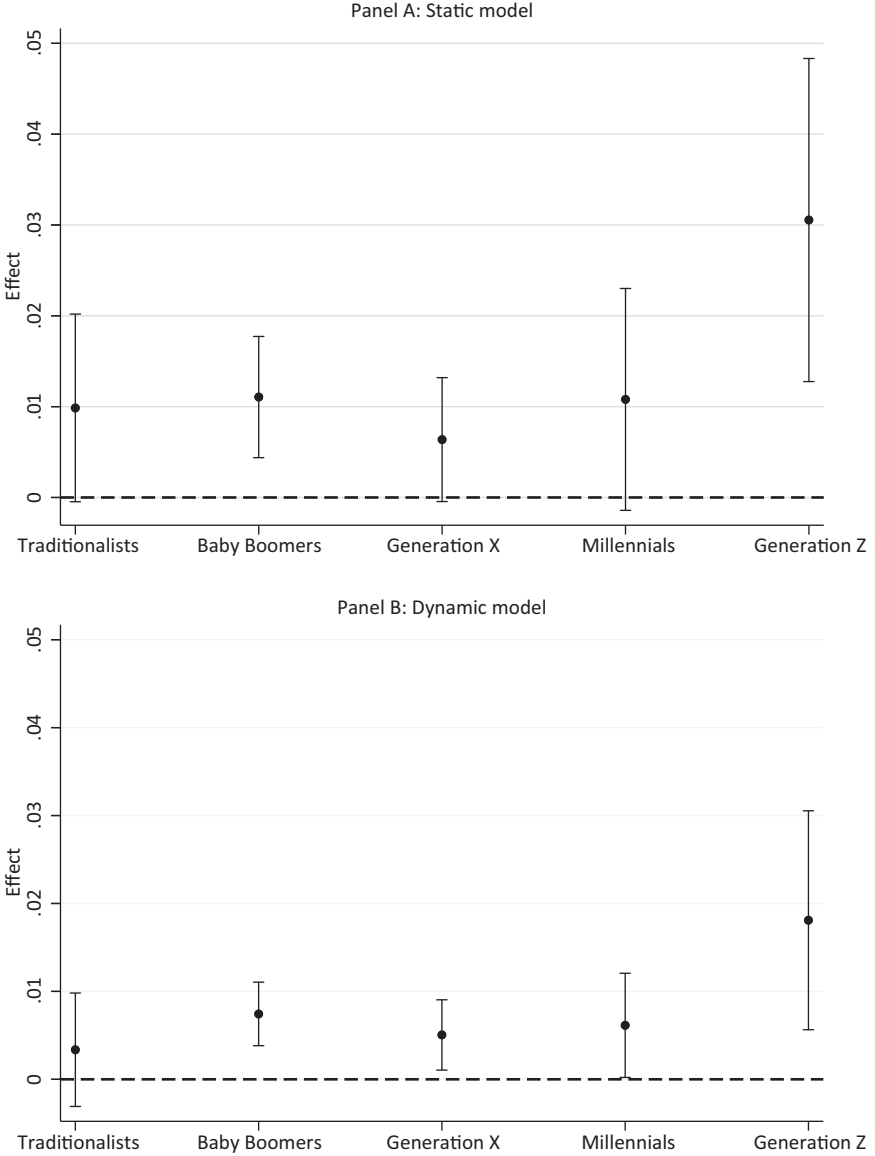 Panel A: Static model
.05
.04
.03
.02
.01
0
Effect
Traditionalists Baby Boomers Generation X Millennials Generation Z
Panel B: Dynamic model
.05
.04
.03
.02
.01
0
Effect
Traditionalists Baby Boomers Generation X Millennials Generation Z